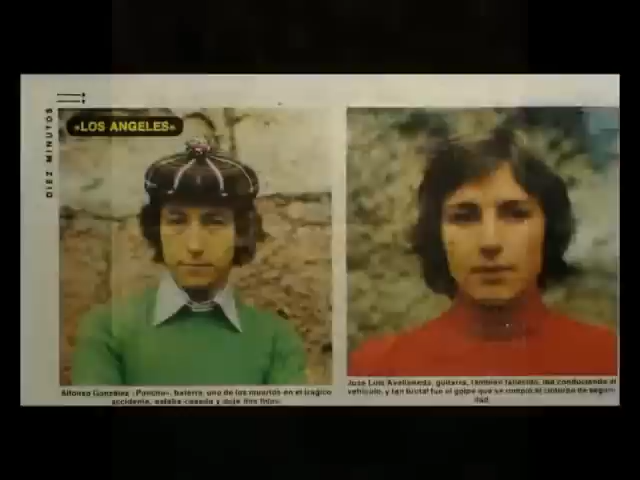 DIEZ MINUTOS
«LOS ANGELES»
Alfonso González «Poncho», batería, uno de los muertos en el trágico
accidente, estaba casado y deja dos hijos.
Jose Luis Avellaneda, guitarra, también fallecido, iba conduciendo el
vehículo, y tan brutal fue el golpe que se rompió el cinturón de seguri-
dad.